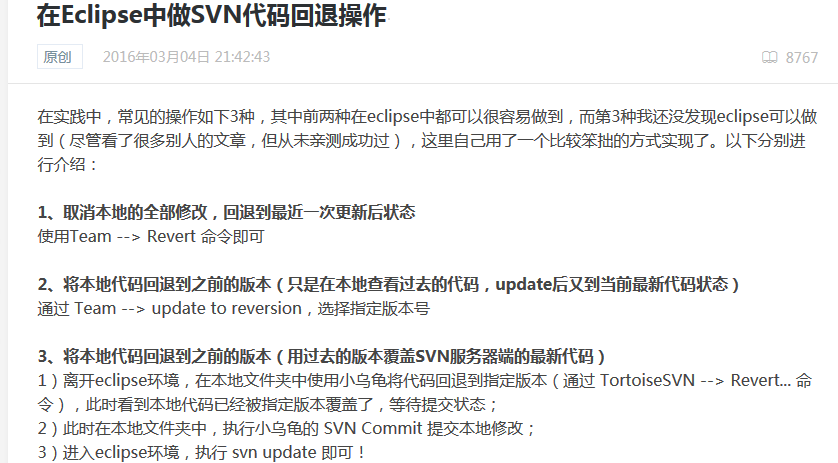 在Eclipse中做SVN代码回退操作
原创 2016年03月04日 21:42:43 8767
在实践中，常见的操作如下3种，其中前两种在eclipse中都可以很容易做到，而第3种我还没发现eclipse可以做
到（尽管看了很多别人的文章，但从未亲测成功过），这里自己用了一个比较笨拙的方式实现了。以下分别进
行介绍：
1、取消本地的全部修改，回退到最近一次更新后状态
使用Team --> Revert 命令即可
2、将本地代码回退到之前的版本（只是在本地查看过去的代码，update后又到当前最新代码状态）
通过 Team --> update to reversion，选择指定版本号
3、将本地代码回退到之前的版本（用过去的版本覆盖SVN服务器端的最新代码）
1）离开eclipse环境，在本地文件夹中使用小乌龟将代码回退到指定版本（通过 TortoiseSVN --> Revert... 命
令），此时看到本地代码已经被指定版本覆盖了，等待提交状态；
2）此时在本地文件夹中，执行小乌龟的 SVN Commit 提交本地修改；
3）进入eclipse环境，执行 svn update 即可！